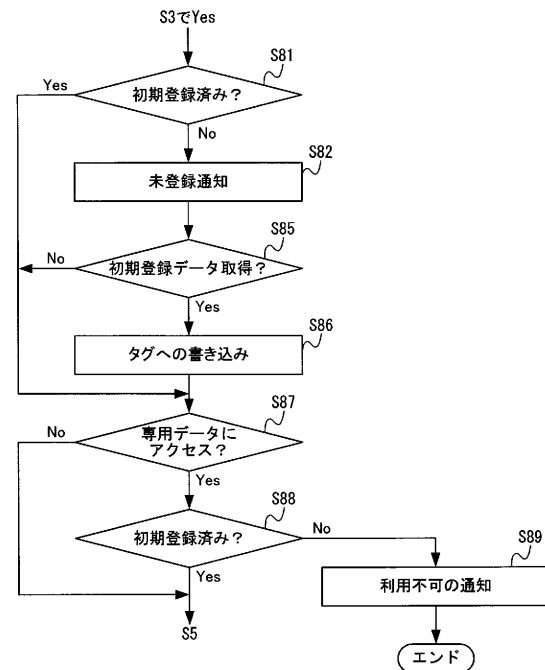 S3でYes
S81
Yes
初期登録済み?
No
S82
未登録通知
S85
No
初期登録データ取得?
Yes
S86
タグへの書き込み
S87
No
専用データに
アクセス?
Yes
S88
初期登録済み?
No
S89
Yes
利用不可の通知
S5
エンド